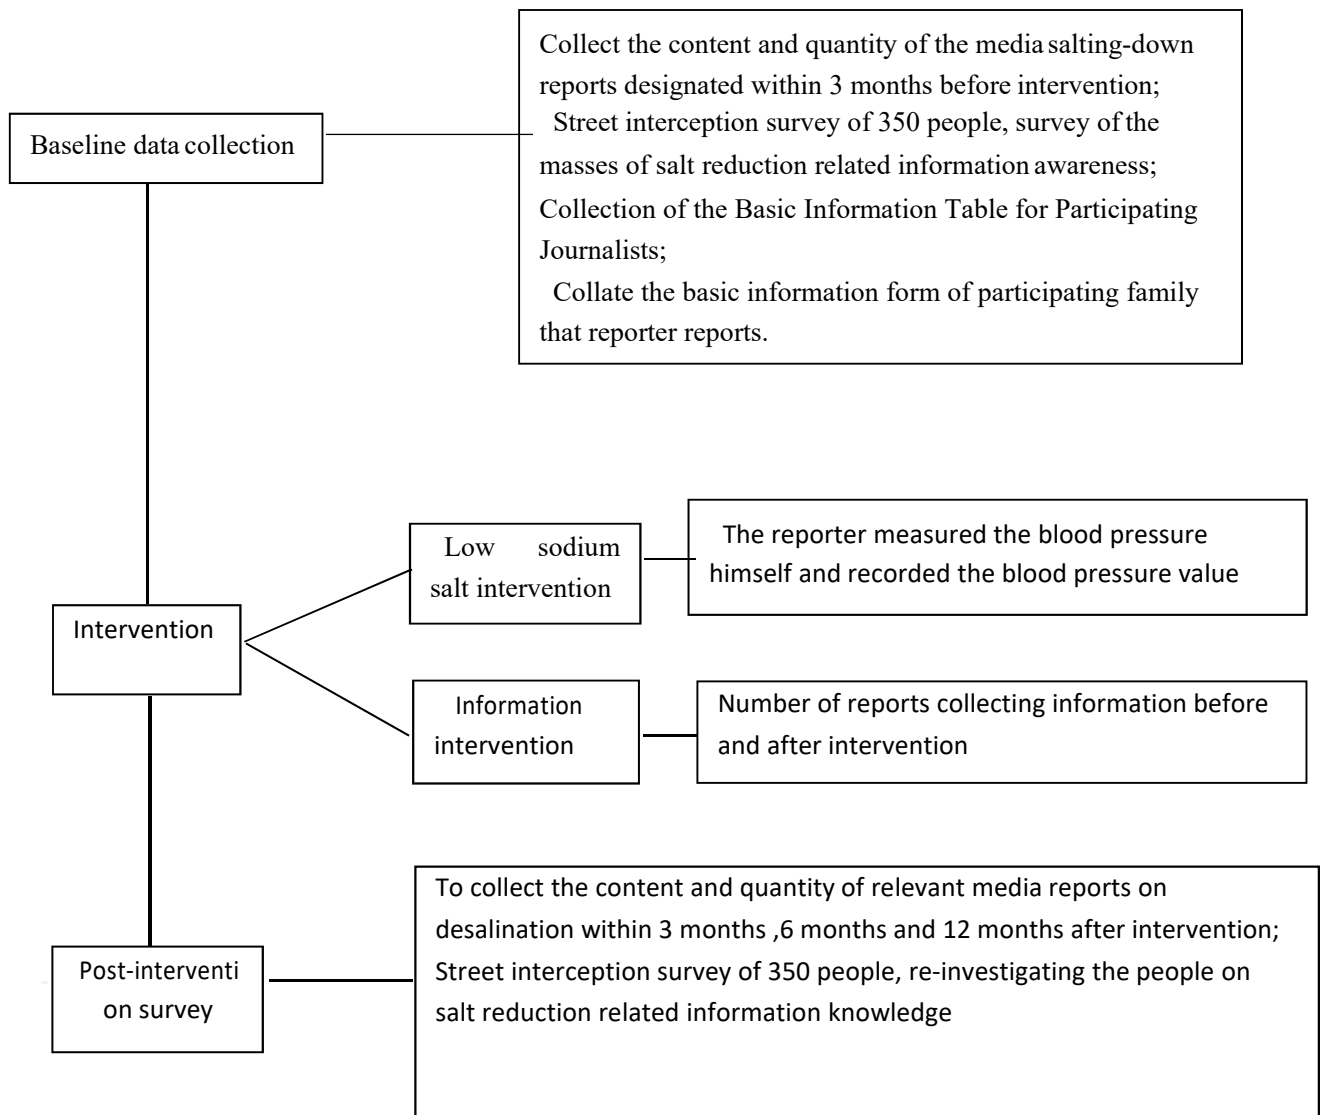 Collect the content and quantity of the media salting-down
reports designated within 3 months before intervention;
Street interception survey of 350 people, survey of the
masses of salt reduction related information awareness;
Collection of the Basic Information Table for Participating
Journalists;
Collate the basic information form of participating family
that reporter reports.
Baseline data collection
Low sodium
salt intervention
The reporter measured the blood pressure
himself and recorded the blood pressure value
Intervention
Information
intervention
Number of reports collecting information before
and after intervention
To collect the content and quantity of relevant media reports on
desalination within 3 months ,6 months and 12 months after intervention;
Street interception survey of 350 people, re-investigating the people on
salt reduction related information knowledge
Post-interventi
on survey